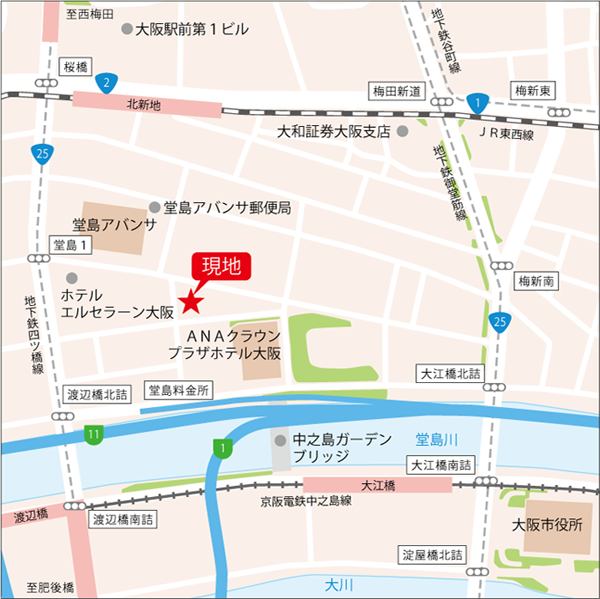 至西梅田
大阪駅前第1ビル
地下鉄谷町線
桜橋
2
北新地
梅田新道
1
梅新東
大和証券大阪支店
JR東西線
25
地下鉄御堂筋線
堂島アバンサ郵便局
堂島アバンサ
堂島1
現地
梅新南
ホテル
エルセラーン大阪
地下鉄四ツ橋線
ANAクラウン
プラザホテル大阪
25
堂島料金所
大江橋北詰
渡辺橋北詰
11
1
中之島ガーデン
ブリッジ
堂島川
大江橋南詰
大江橋
京阪電鉄中之島線
渡辺橋
渡辺橋南詰
大阪市役所
淀屋橋北詰
至肥後橋
大川